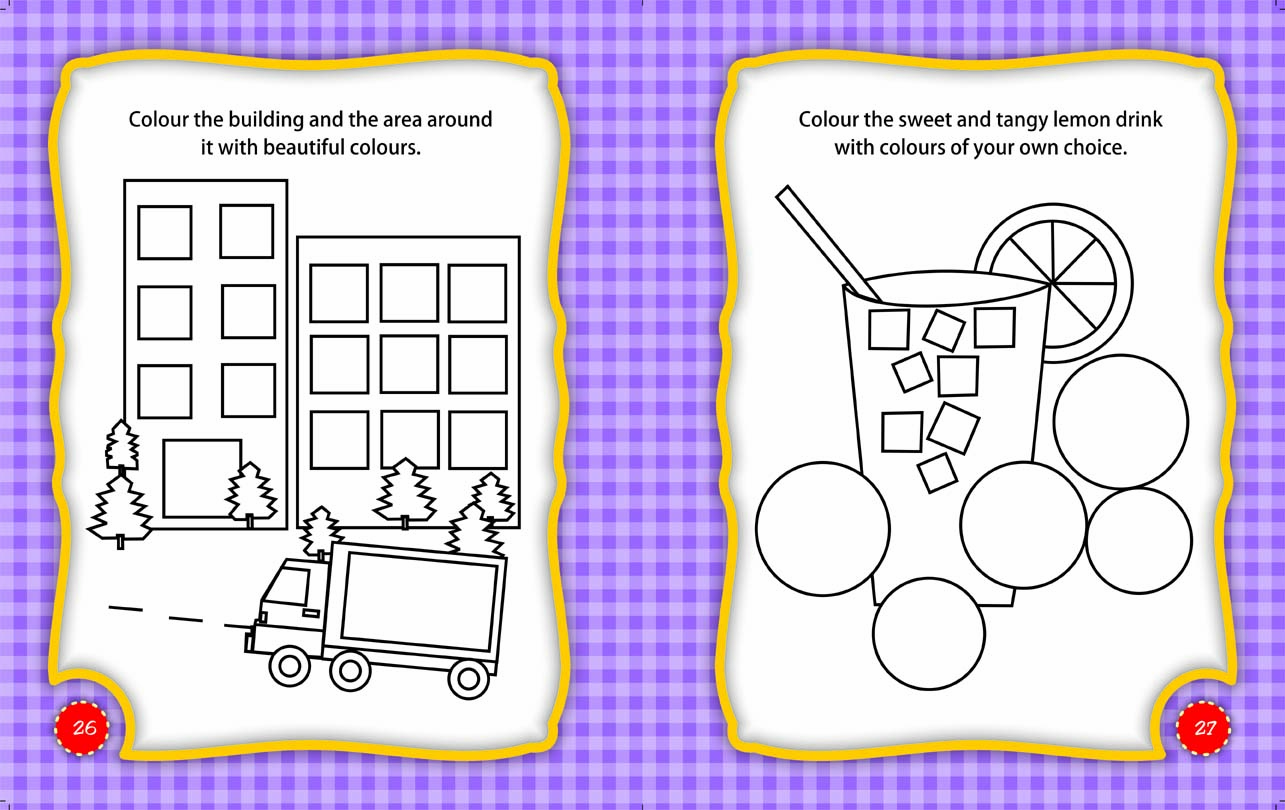 Colour the building and the area around
it with beautiful colours.
26
Colour the sweet and tangy lemon drink
with colours of your own choice.
27